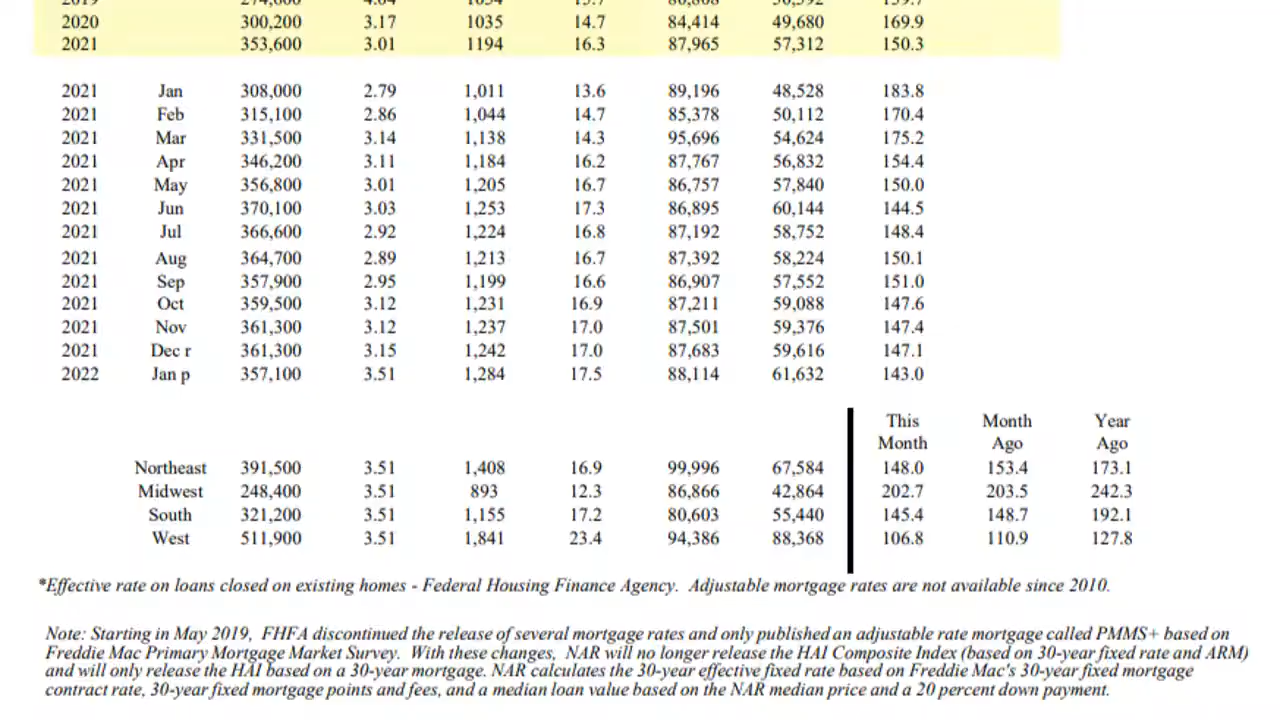 2020 300,200 3.17 1035 14.7 84,414 49,680 169.9
2021 353,600 3.01 1194 16.3 87,965 57,312 150.3
2021 Jan 308,000 2.79 1,011 13.6 89,196 48,528 183.8
2021 Feb 315,100 2.86 1,044 14.7 85,378 50,112 170.4
2021 Mar 331,500 3.14 1,138 14.3 95,696 54,624 175.2
2021 Apr 346,200 3.11 1,184 16.2 87,767 56,832 154.4
2021 May 356,800 3.01 1,205 16.7 86,757 57,840 150.0
2021 Jun 370,100 3.03 1,253 17.3 86,895 60,144 144.5
2021 Jul 366,600 2.92 1,224 16.8 87,192 58,752 148.4
2021 Aug 364,700 2.89 1,213 16.7 87,392 58,224 150.1
2021 Sep 357,900 2.95 1,199 16.6 86,907 57,552 151.0
2021 Oct 359,500 3.12 1,231 16.9 87,211 59,088 147.6
2021 Nov 361,300 3.12 1,237 17.0 87,501 59,376 147.4
2021 Dec r 361,300 3.15 1,242 17.0 87,683 59,616 147.1
2022 Jan p 357,100 3.51 1,284 17.5 88,114 61,632 143.0
This Month Year
Month Ago Ago
Northeast 391,500 3.51 1,408 16.9 99,996 67,584 148.0 153.4 173.1
Midwest 248,400 3.51 893 12.3 86,866 42,864 202.7 203.5 242.3
South 321,200 3.51 1,155 17.2 80,603 55,440 145.4 148.7 192.1
West 511,900 3.51 1,841 23.4 94,386 88,368 106.8 110.9 127.8
*Effective rate on loans closed on existing homes - Federal Housing Finance Agency. Adjustable mortgage rates are not available since 2010.
Note: Starting in May 2019, FHFA discontinued the release of several mortgage rates and only published an adjustable rate mortgage called PMMS+ based on
Freddie Mac Primary Mortgage Market Survey. With these changes, NAR will no longer release the HAI Composite Index (based on 30-year fixed rate and ARM)
and will only release the HAI based on a 30-year mortgage. NAR calculates the 30-year effective fixed rate based on Freddie Mac's 30-year fixed mortgage
contract rate, 30-year fixed mortgage points and fees, and a median loan value based on the NAR median price and a 20 percent down payment.